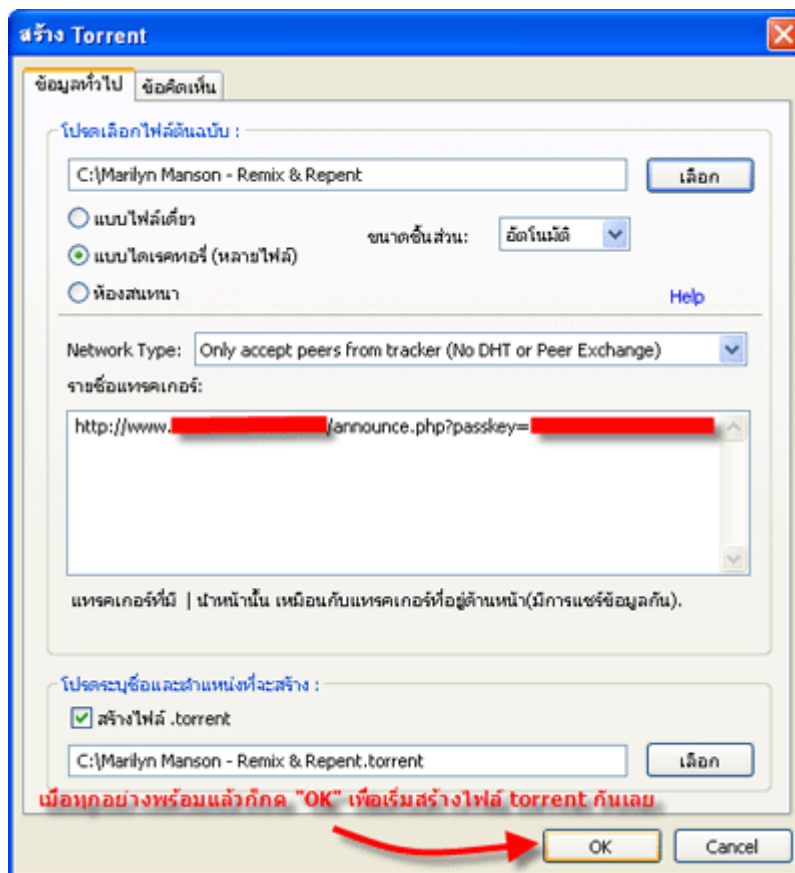 สร้าง Torrent
ข้อมูลทั่วไป ข้อคิดเห็น
โปรดเลือกไฟล์ต้นฉบับ :
C:\Marilyn Manson - Remix & Repent เลือก
แบบไฟล์เดี่ยว
ขนาดชิ้นส่วน: อัตโนมัติ
แบบไดเรคทอรี่ (หลายไฟล์)
ห้องสนทนา
Help
Network Type: Only accept peers from tracker (No DHT or Peer Exchange)
รายชื่อแทรคเกอร์:
http://www. /announce.php?passkey=
แทรคเกอร์ที่มี | นำหน้านั้น เหมือนกับแทรคเกอร์ที่อยู่ด้านหน้า(มีการแชร์ข้อมูลกัน).
โปรดระบุชื่อและตำแหน่งที่จะสร้าง :
สร้างไฟล์ .torrent
C:\Marilyn Manson - Remix & Repent.torrent เลือก
เมื่อทุกอย่างพร้อมแล้วก็กด "OK" เพื่อเริ่มสร้างไฟล์ torrent กันเลย
OK Cancel